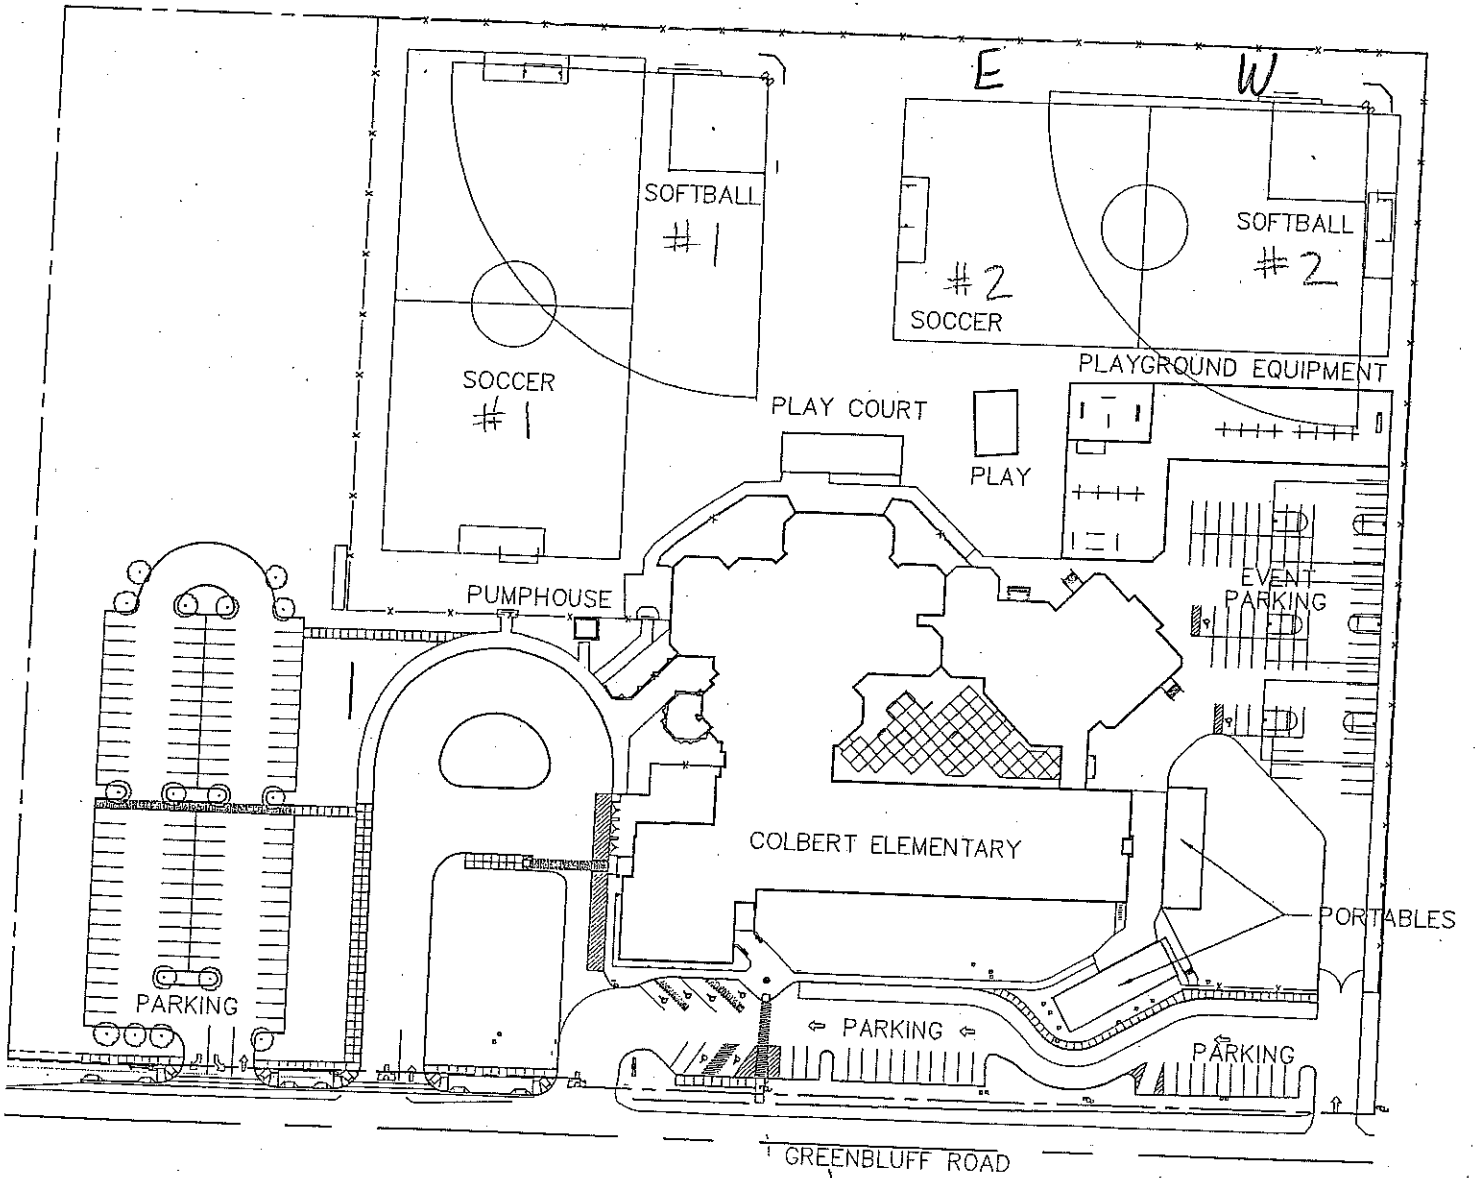 E W
SOFTBALL
#1
SOFTBALL
#2
#2
SOCCER
SOCCER
#1
PLAYGROUND EQUIPMENT
PLAY COURT
PLAY
EVENT
PARKING
PUMPHOUSE
COLBERT ELEMENTARY
PORTABLES
PARKING
PARKING
PARKING
GREENBLUFF ROAD